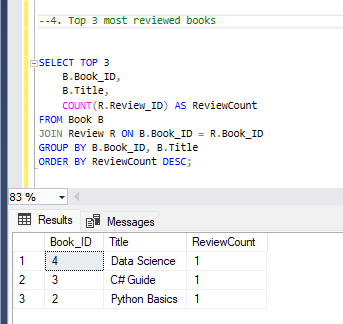 --4. Top 3 most reviewed books
SELECT TOP 3
B.Book_ID,
B.Title,
COUNT(R.Review_ID) AS ReviewCount
FROM Book B
JOIN Review R ON B.Book_ID = R.Book_ID
GROUP BY B.Book_ID, B.Title
ORDER BY ReviewCount DESC;
83 %
Results Messages
Book_ID Title ReviewCount
1 4 Data Science 1
2 3 C# Guide 1
3 2 Python Basics 1